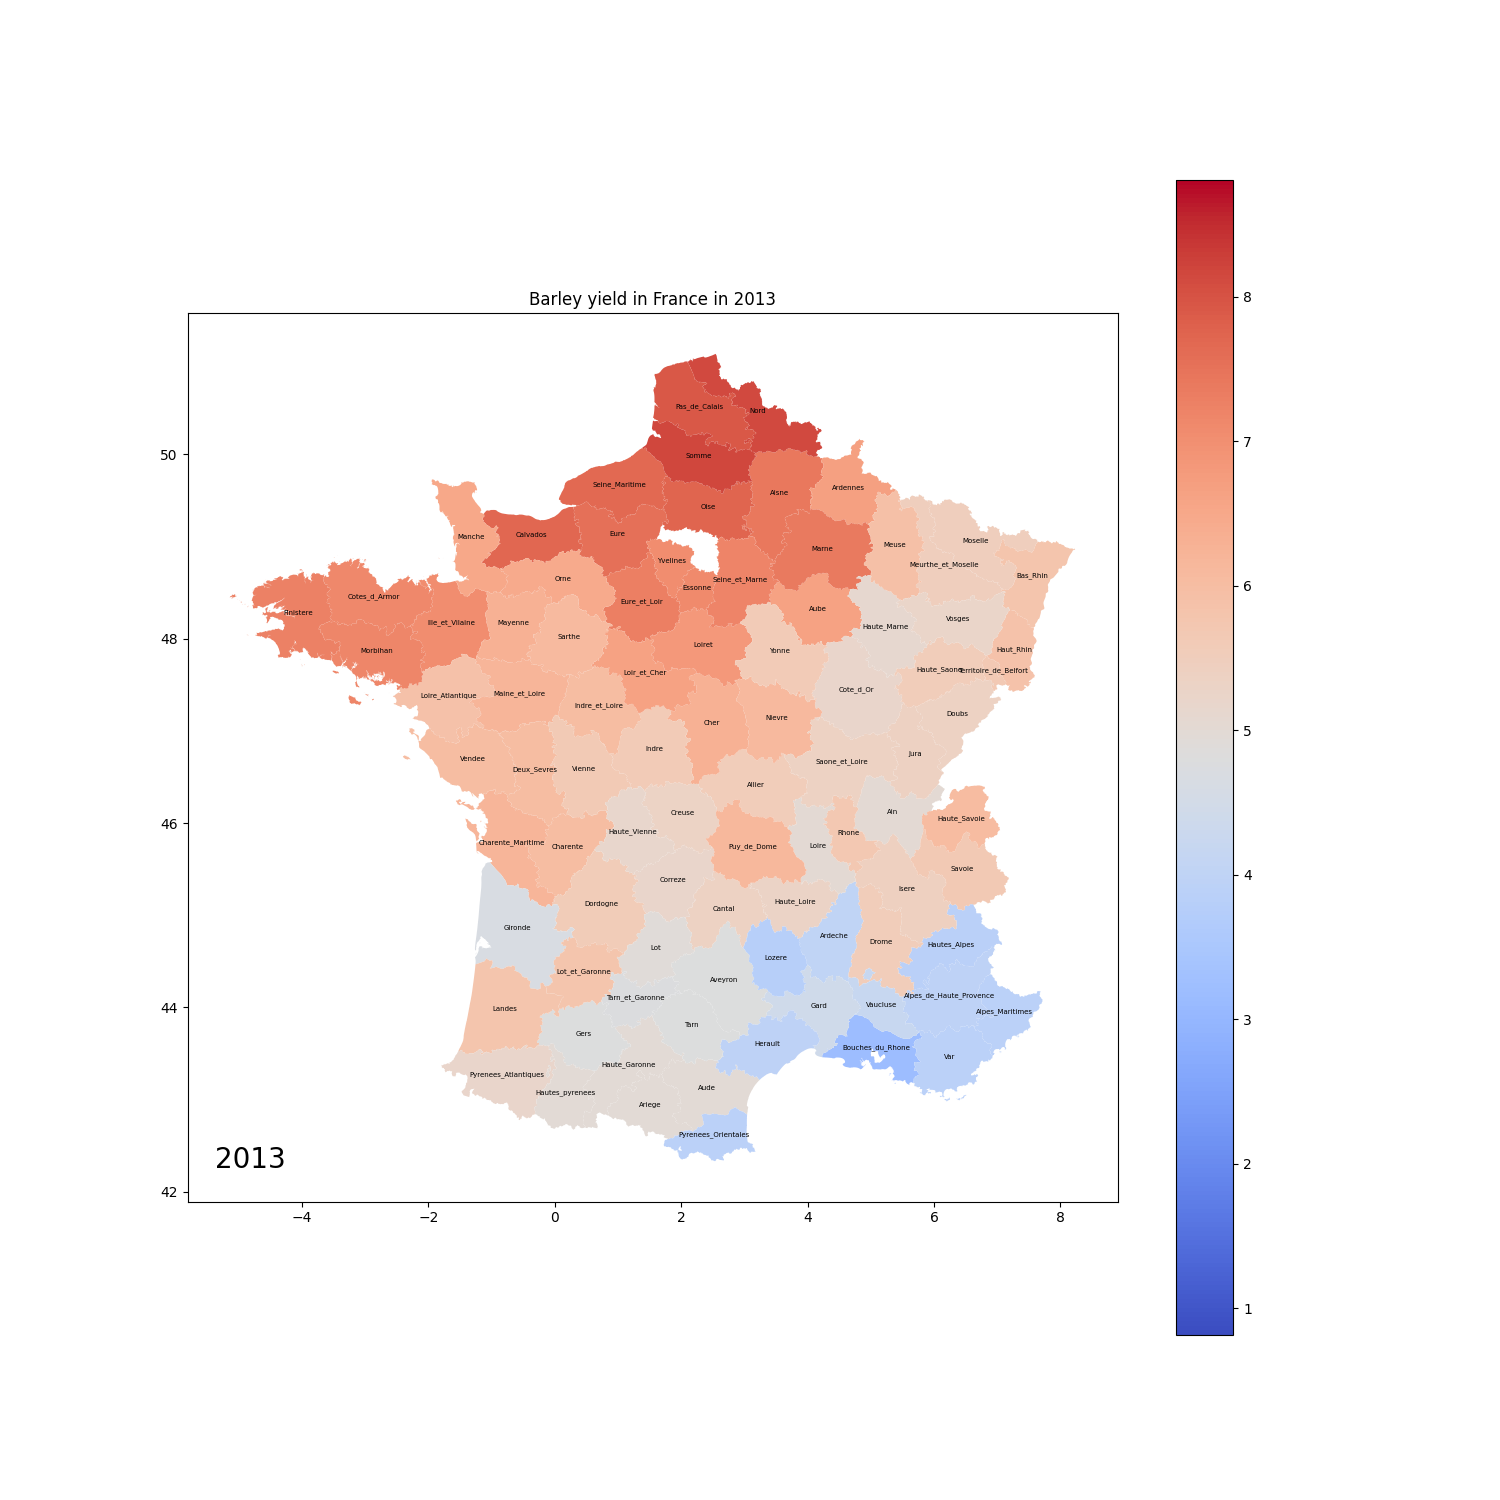 Barley yield in France in 2013
Pas_de_Calais
Nord
Somme
Seine_Maritime
Oise
Aisne
Ardennes
Manche
Calvados
Eure
Marne
Meuse
Moselle
Meurthe_et_Moselle
Bas_Rhin
Yvelines
Essonne
Seine_et_Marne
Orne
Eure_et_Loir
Aube
Haute_Marne
Vosges
Finistere
Cotes_d_Armor
Ille_et_Vilaine
Mayenne
Sarthe
Morbihan
Loiret
Yonne
Haut_Rhin
Loir_et_Cher
Haute_Saone
Territoire_de_Belfort
Loire_Atlantique
Maine_et_Loire
Indre_et_Loire
Cote_d_Or
Doubs
Cher
Nievre
Vendee
Deux_Sevres
Vienne
Indre
Saone_et_Loire
Jura
Allier
Creuse
Haute_Vienne
Ain
Haute_Savoie
Rhone
Charente_Maritime
Charente
Puy_de_Dome
Loire
Savoie
Correze
Isere
Dordogne
Cantal
Haute_Loire
Gironde
Lot
Ardeche
Drome
Hautes_Alpes
Lozere
Lot_et_Garonne
Aveyron
Landes
Tarn_et_Garonne
Gard
Vaucluse
Alpes_de_Haute_Provence
Alpes_Maritimes
Gers
Tarn
Herault
Bouches_du_Rhone
Var
Haute_Garonne
Pyrenees_Atlantiques
Hautes_pyrenees
Aude
Ariege
Pyrenees_Orientales
2013
50
48
46
44
42
−4
−2
0
2
4
6
8
8
7
6
5
4
3
2
1